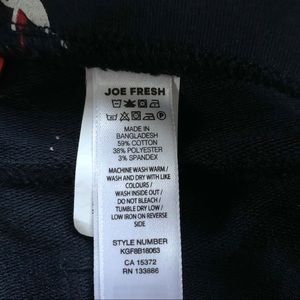 JOE FRESH
MADE IN
BANGLADESH
59% COTTON
38% POLYESTER
3% SPANDEX
MACHINE WASH WARM /
WASH AND DRY WITH LIKE
COLOURS /
WASH INSIDE OUT /
DO NOT BLEACH /
TUMBLE DRY LOW /
LOW IRON ON REVERSE
SIDE
STYLE NUMBER
KGF8B18063
CA 15372
RN 133886